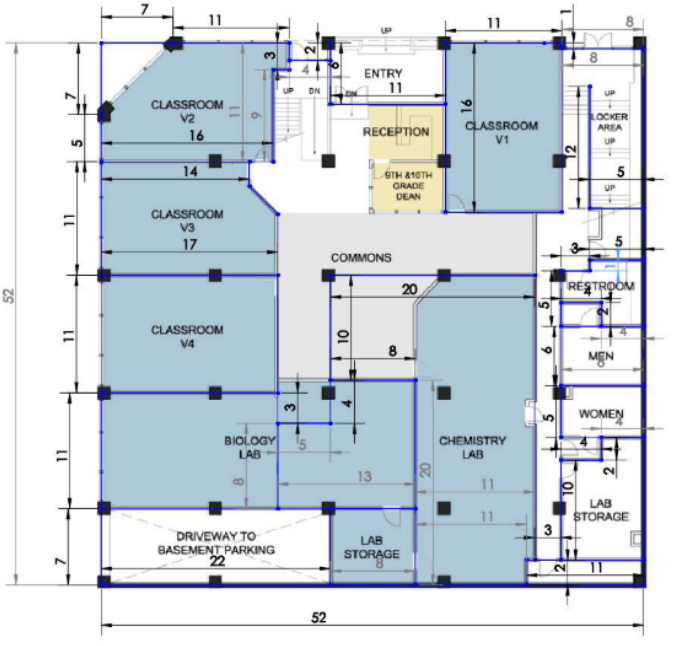 7
11
11
1
8
UP
3
2
4
6
ENTRY
11
8
UP DN
DN
7
CLASSROOM
V2
11
9
16
RECEPTION
16
CLASSROOM
V1
UP
LOCKER
AREA
UP
12
5
14
9TH &10TH
GRADE
DEAN
5
UP
11
CLASSROOM
V3
17
COMMONS
3
5
1
52
20
RESTROOM
4
5
2
11
CLASSROOM
V4
10
8
6
4
MEN
8
3
4
5
WOMEN
4
4
2
11
BIOLOGY
LAB
5
8
13
CHEMISTRY
LAB
20
11
10
LAB
STORAGE
11
3
7
DRIVEWAY TO
BASEMENT PARKING
22
LAB
STORAGE
8
2
11
52